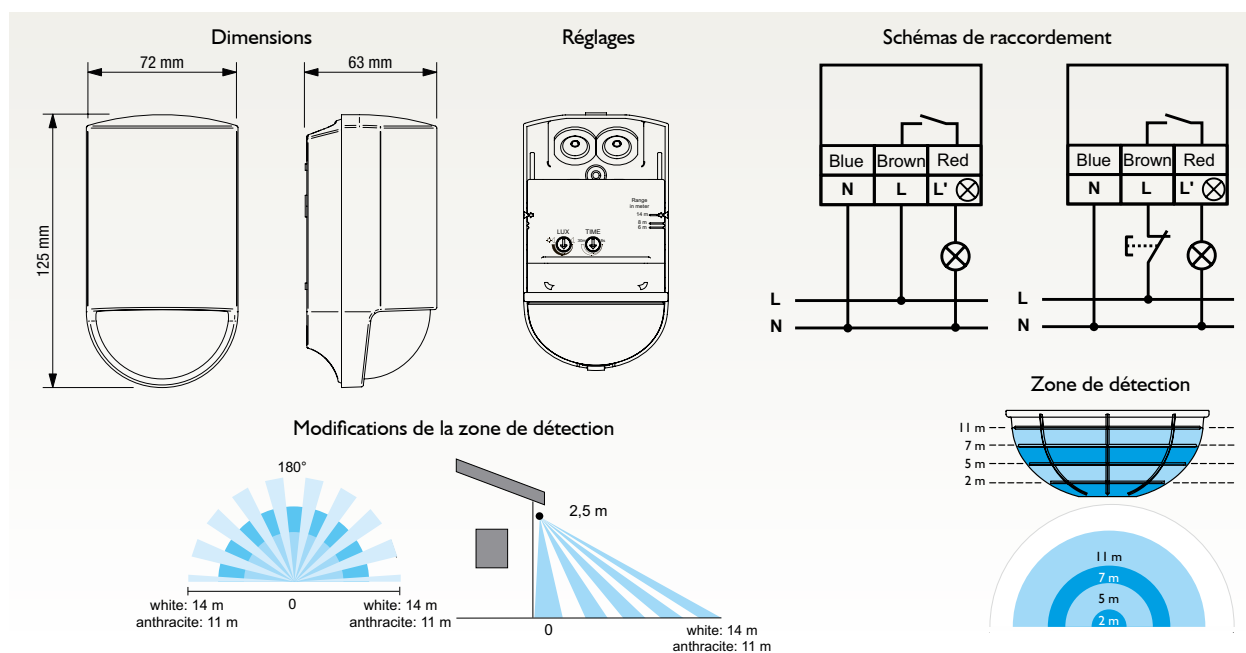 Dimensions
Réglages
Schémas de raccordement
72 mm
63 mm
125 mm
Range
in meter
14 m
8 m
6 m
LUX
TIME
Blue
Brown
Red
N
L
L'
L
N
Blue
Brown
Red
N
L
L'
L
N
Zone de détection
11 m
7 m
5 m
2 m
11 m
7 m
5 m
2 m
Modifications de la zone de détection
180°
white: 14 m
anthracite: 11 m
0
white: 14 m
anthracite: 11 m
2,5 m
0
white: 14 m
anthracite: 11 m